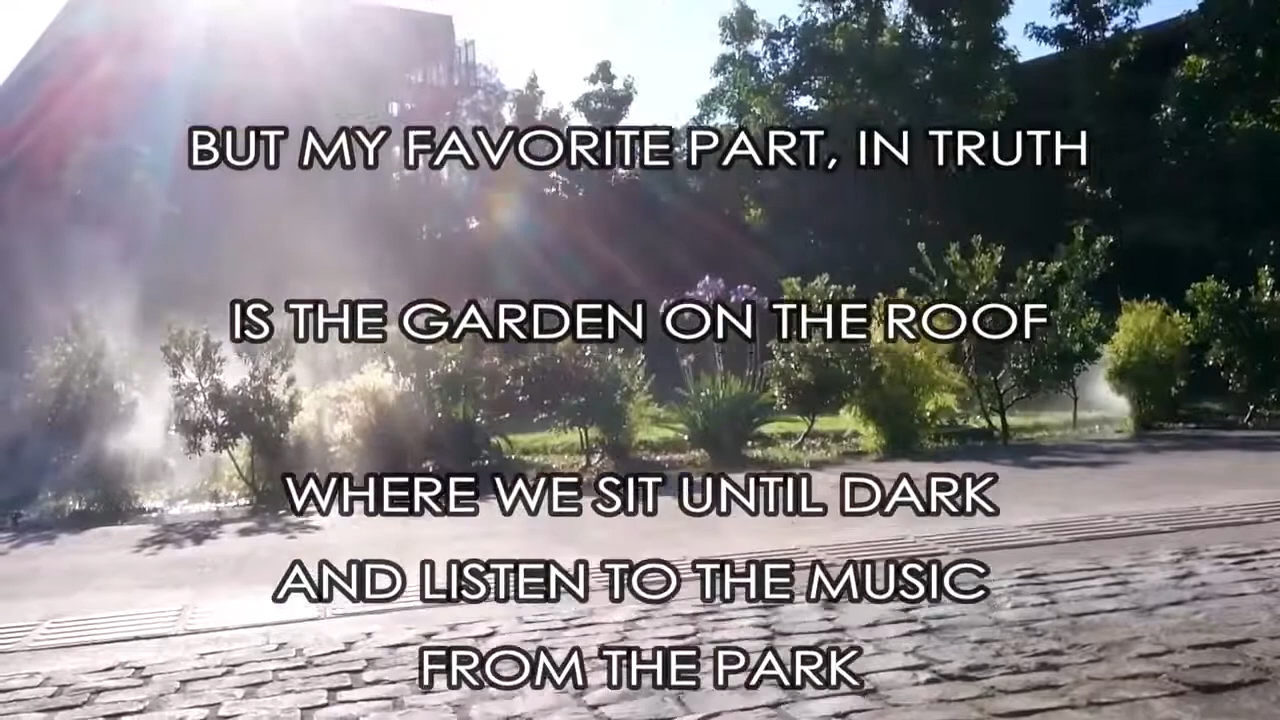 BUT MY FAVORITE PART, IN TRUTH
IS THE GARDEN ON THE ROOF
WHERE WE SIT UNTIL DARK
AND LISTEN TO THE MUSIC
FROM THE PARK